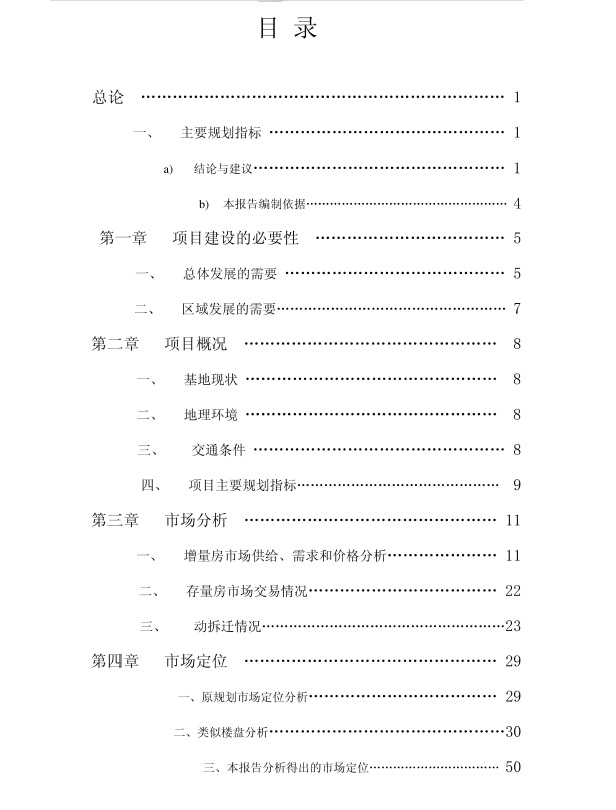 目 录
总论 ………………………………………………………… 1
一、 主要规划指标 ……………………………………… 1
a) 结论与建议……………………………………… 1
b) 本报告编制依据…………………………………… 4
第一章 项目建设的必要性 ……………………………… 5
一、 总体发展的需要 …………………………………… 5
二、 区域发展的需要…………………………………… 7
第二章 项目概况 ………………………………………… 8
一、 基地现状 ………………………………………… 8
二、 地理环境 ………………………………………… 8
三、 交通条件 ………………………………………… 8
四、 项目主要规划指标………………………………… 9
第三章 市场分析 ………………………………………… 11
一、 增量房市场供给、需求和价格分析………………… 11
二、 存量房市场交易情况……………………………… 22
三、 动拆迁情况………………………………………23
第四章 市场定位 ………………………………………… 29
一、原规划市场定位分析……………………………… 29
二、类似楼盘分析………………………………………30
三、本报告分析得出的市场定位…………………… 50